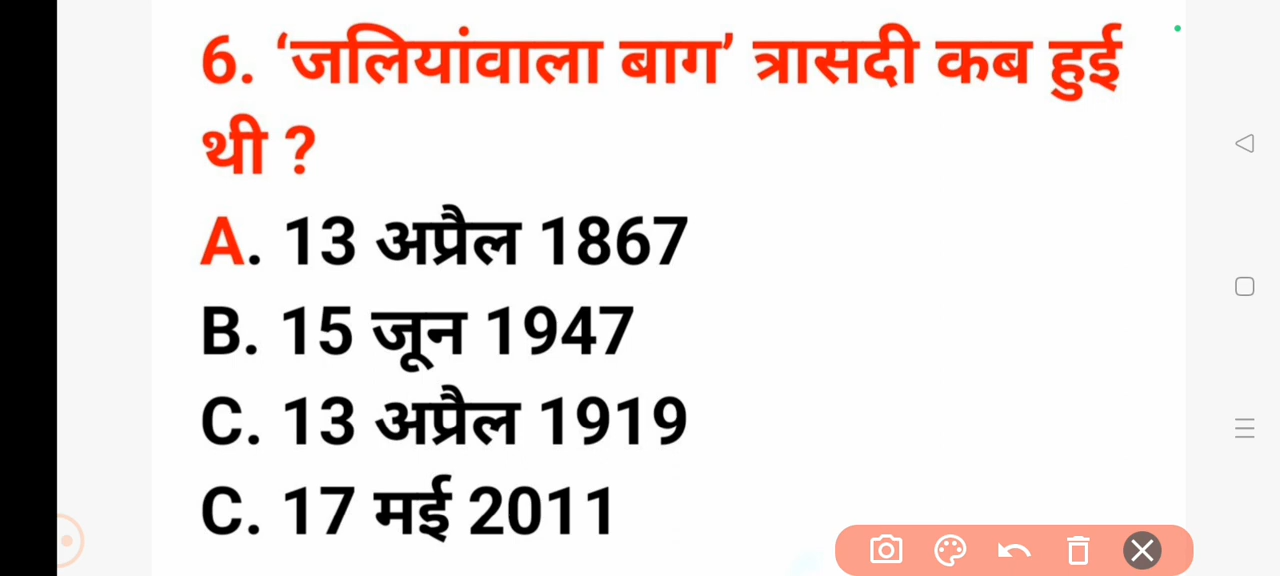 6. ‘जलियांवाला बाग’ त्रासदी कब हुई
थी ?
A. 13 अप्रैल 1867
B. 15 जून 1947
C. 13 अप्रैल 1919
C. 17 मई 2011